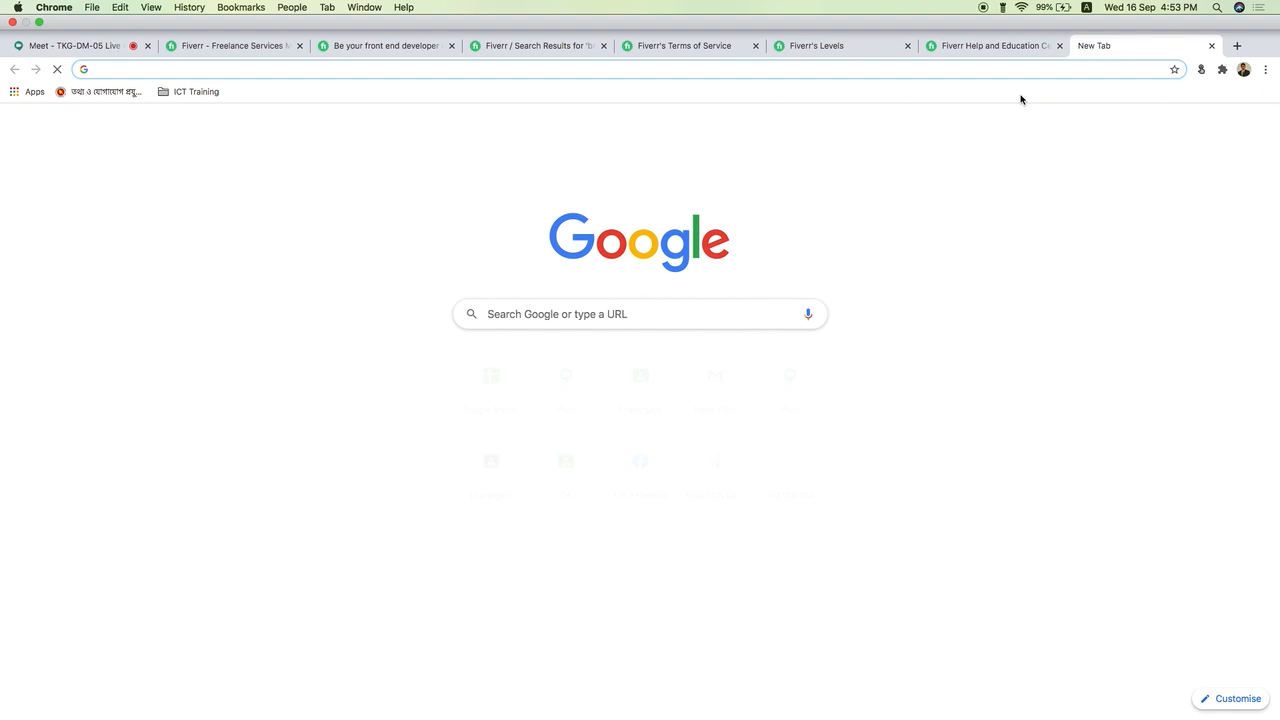 Chrome File Edit View History Bookmarks People Tab Window Help 99% A Wed 16 Sep 4:53 PM
Meet - TKG-DM-05 Live Fiverr - Freelance Services M Be your front end developer Fiverr / Search Results for 'b Fiverr's Terms of Service Fiverr's Levels Fiverr Help and Education Ce New Tab
Apps তথ্য ও যোগাযোগ প্রযু... ICT Training
Google
Search Google or type a URL
Customise